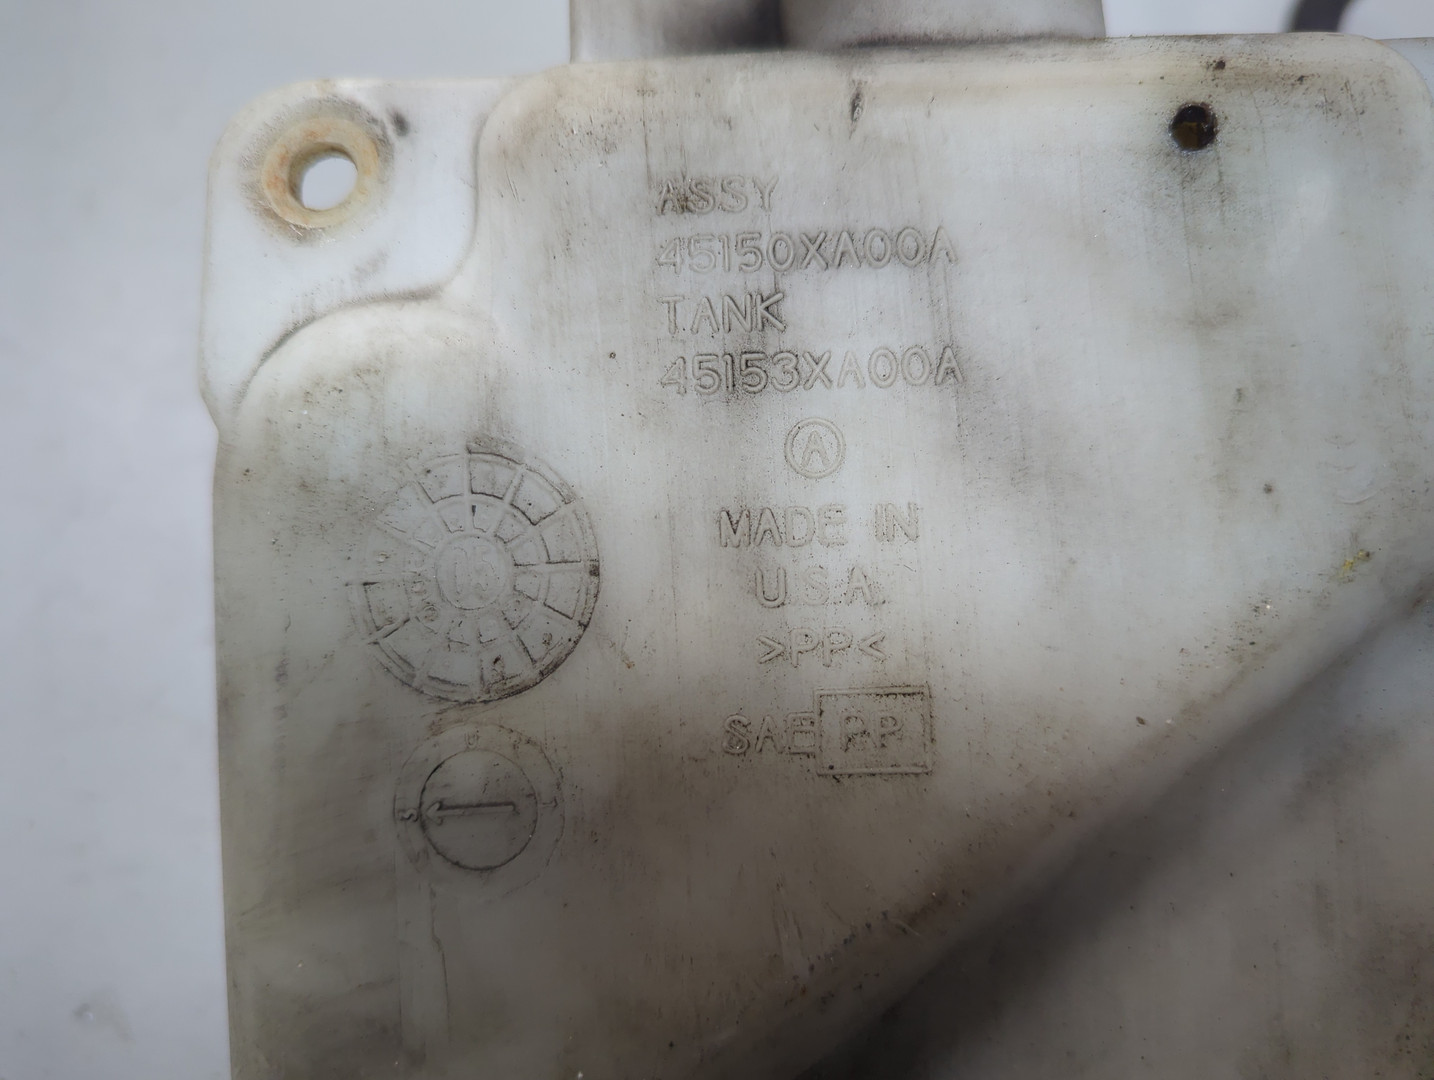 ASSY
45150XA00A
TANK
45153XA00A
A
MADE IN
U.S.A.
>PP<
SAE PP
S